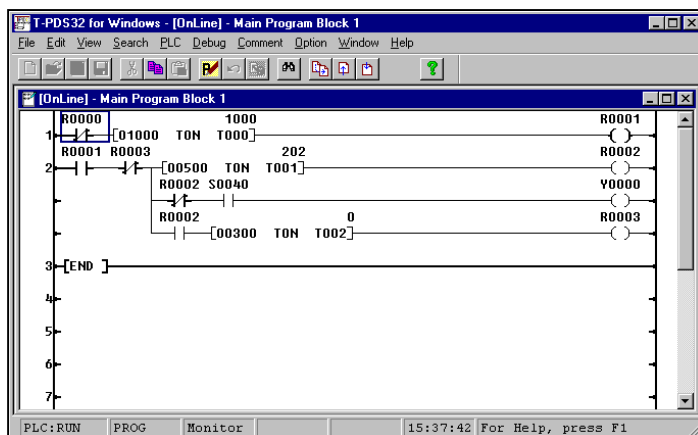 T-PDS32 for Windows - [OnLine] - Main Program Block 1
File Edit View Search PLC Debug Comment Option Window Help
[OnLine] - Main Program Block 1
R0000 1000 R0001
1 [01000 TON T000] ( )
R0001 R0003 202 R0002
2 [00500 TON T001] ( )
R0002 S0040 Y0000
( )
R0002 0 R0003
[00300 TON T002] ( )
3 [END ]
4
5
6
7
PLC:RUN PROG Monitor 15:37:42 For Help, press F1